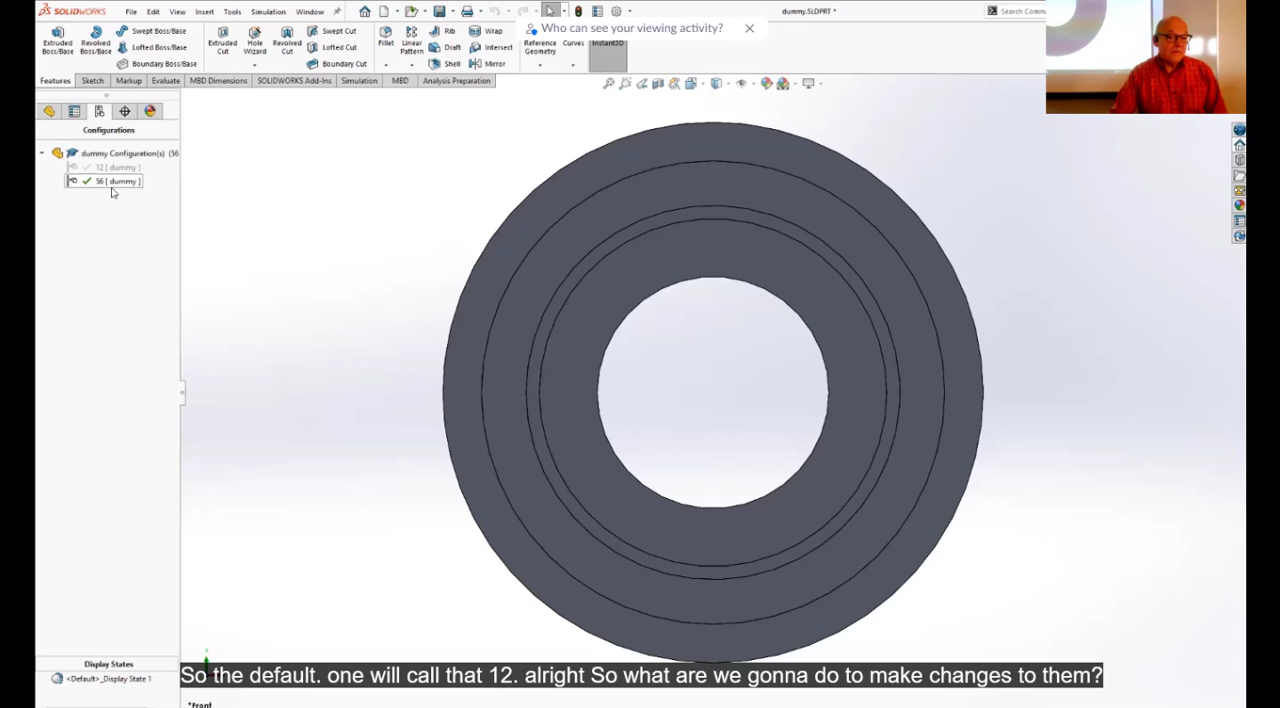 SOLIDWORKS File Edit View Insert Tools Simulation Window dummy.SLDPRT * Search Comm
Who can see your viewing activity?
Extruded Boss/Base
Revolved Boss/Base
Swept Boss/Base
Lofted Boss/Base
Boundary Boss/Base
Extruded Cut
Hole Wizard
Revolved Cut
Swept Cut
Lofted Cut
Boundary Cut
Fillet
Linear Pattern
Rib
Draft
Shell
Wrap
Intersect
Mirror
Reference Geometry
Curves
Instant3D
Features Sketch Markup Evaluate MBD Dimensions SOLIDWORKS Add-Ins Simulation MBD Analysis Preparation
Configurations
dummy Configuration(s) (56
12 [ dummy ]
56 [ dummy ]
Display States
<Default>_Display State 1
So the default. one will call that 12. alright So what are we gonna do to make changes to them?
*Front